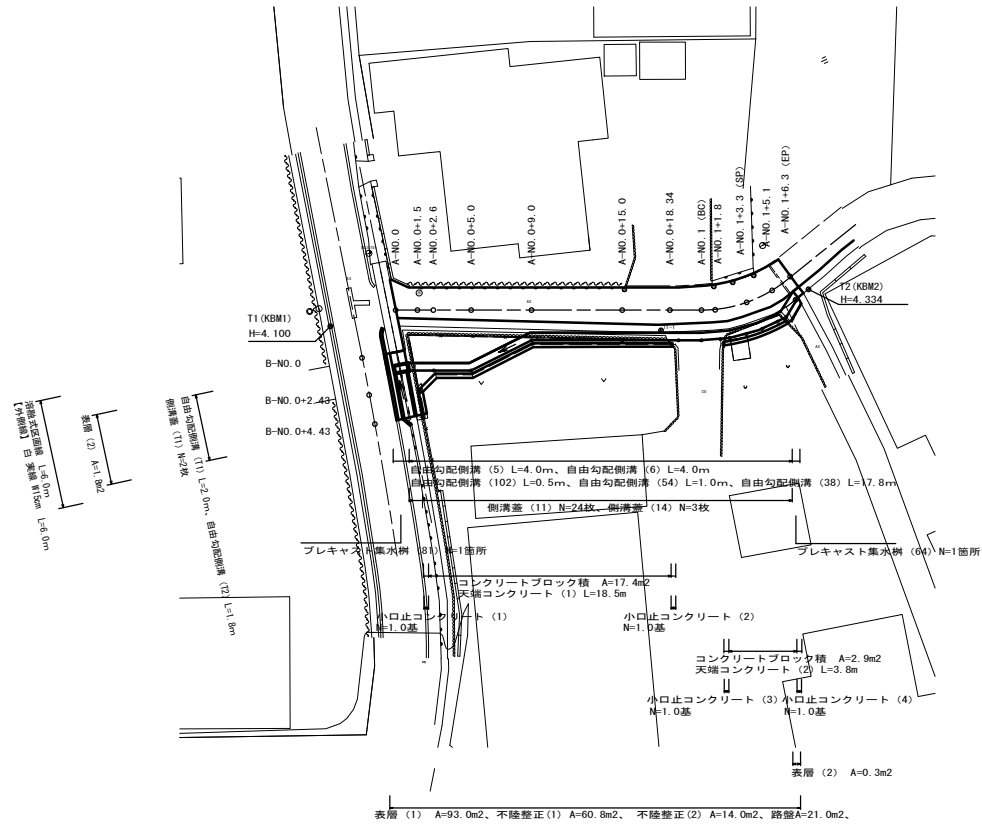 A-NO.0
A-NO.0+1.5
A-NO.0+2.6
A-NO.0+5.0
A-NO.0+9.0
A-NO.0+15.0
A-NO.0+18.34
A-NO.1 (BC)
A-NO.1+1.8
A-NO.1+3.3 (SP)
A-NO.1+5.1
A-NO.1+6.3 (EP)
T2(KBM2)
H=4.334
T1(KBM1)
H=4.100
B-NO.0
B-NO.0+2.43
B-NO.0+4.43
溶融式区画線 L=6.0m
【外側線】白 実線 W15cm L=6.0m
表層 (2) A=1.8m2
自由勾配側溝 (T1) L=2.0m、自由勾配側溝 (T2) L=1.8m
側溝蓋 (T1) N=2枚
自由勾配側溝 (5) L=4.0m、自由勾配側溝 (6) L=4.0m
自由勾配側溝 (102) L=0.5m、自由勾配側溝 (54) L=1.0m、自由勾配側溝 (38) L=17.8m
側溝蓋 (11) N=24枚、側溝蓋 (14) N=3枚
プレキャスト集水桝 (81) N=1箇所
プレキャスト集水桝 (64) N=1箇所
コンクリートブロック積 A=17.4m2
天端コンクリート (1) L=18.5m
小口止コンクリート (1)
N=1.0基
小口止コンクリート (2)
N=1.0基
コンクリートブロック積 A=2.9m2
天端コンクリート (2) L=3.8m
小口止コンクリート (3)
N=1.0基
小口止コンクリート (4)
N=1.0基
表層 (2) A=0.3m2
表層 (1) A=93.0m2、不陸整正(1) A=60.8m2、 不陸整正(2) A=14.0m2、路盤A=21.0m2、